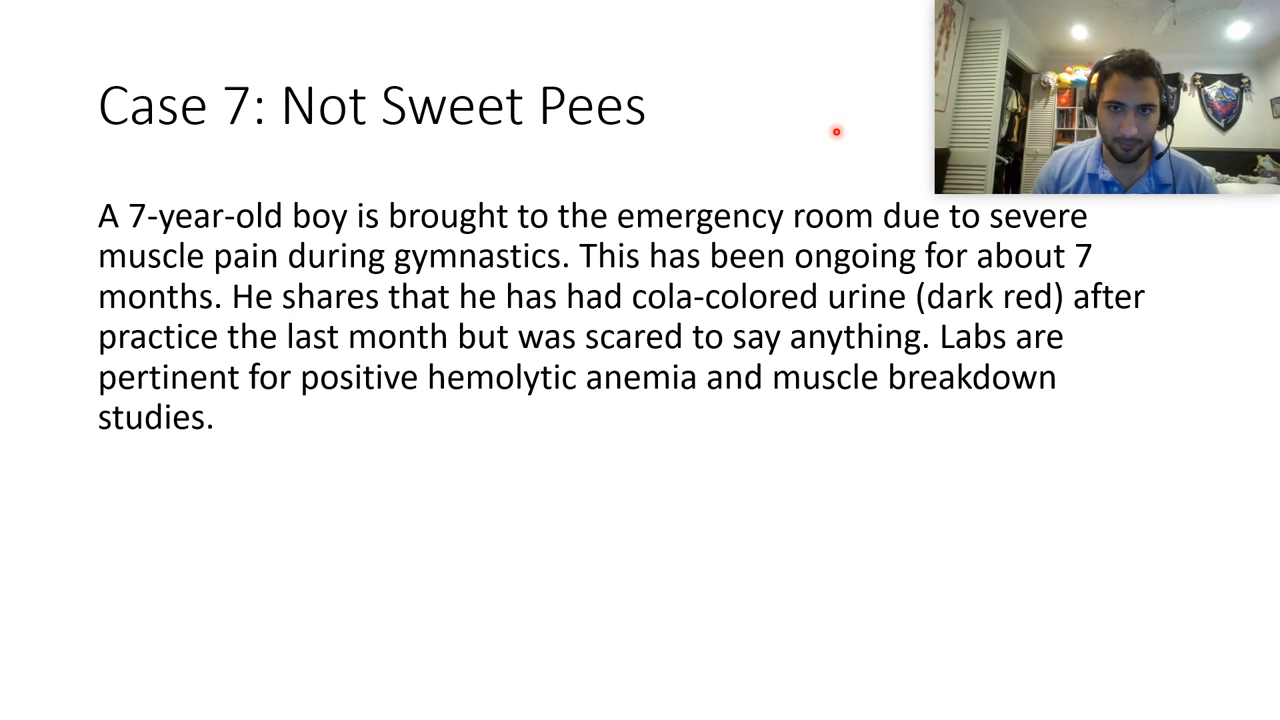 Case 7: Not Sweet Pees
A 7-year-old boy is brought to the emergency room due to severe
muscle pain during gymnastics. This has been ongoing for about 7
months. He shares that he has had cola-colored urine (dark red) after
practice the last month but was scared to say anything. Labs are
pertinent for positive hemolytic anemia and muscle breakdown
studies.